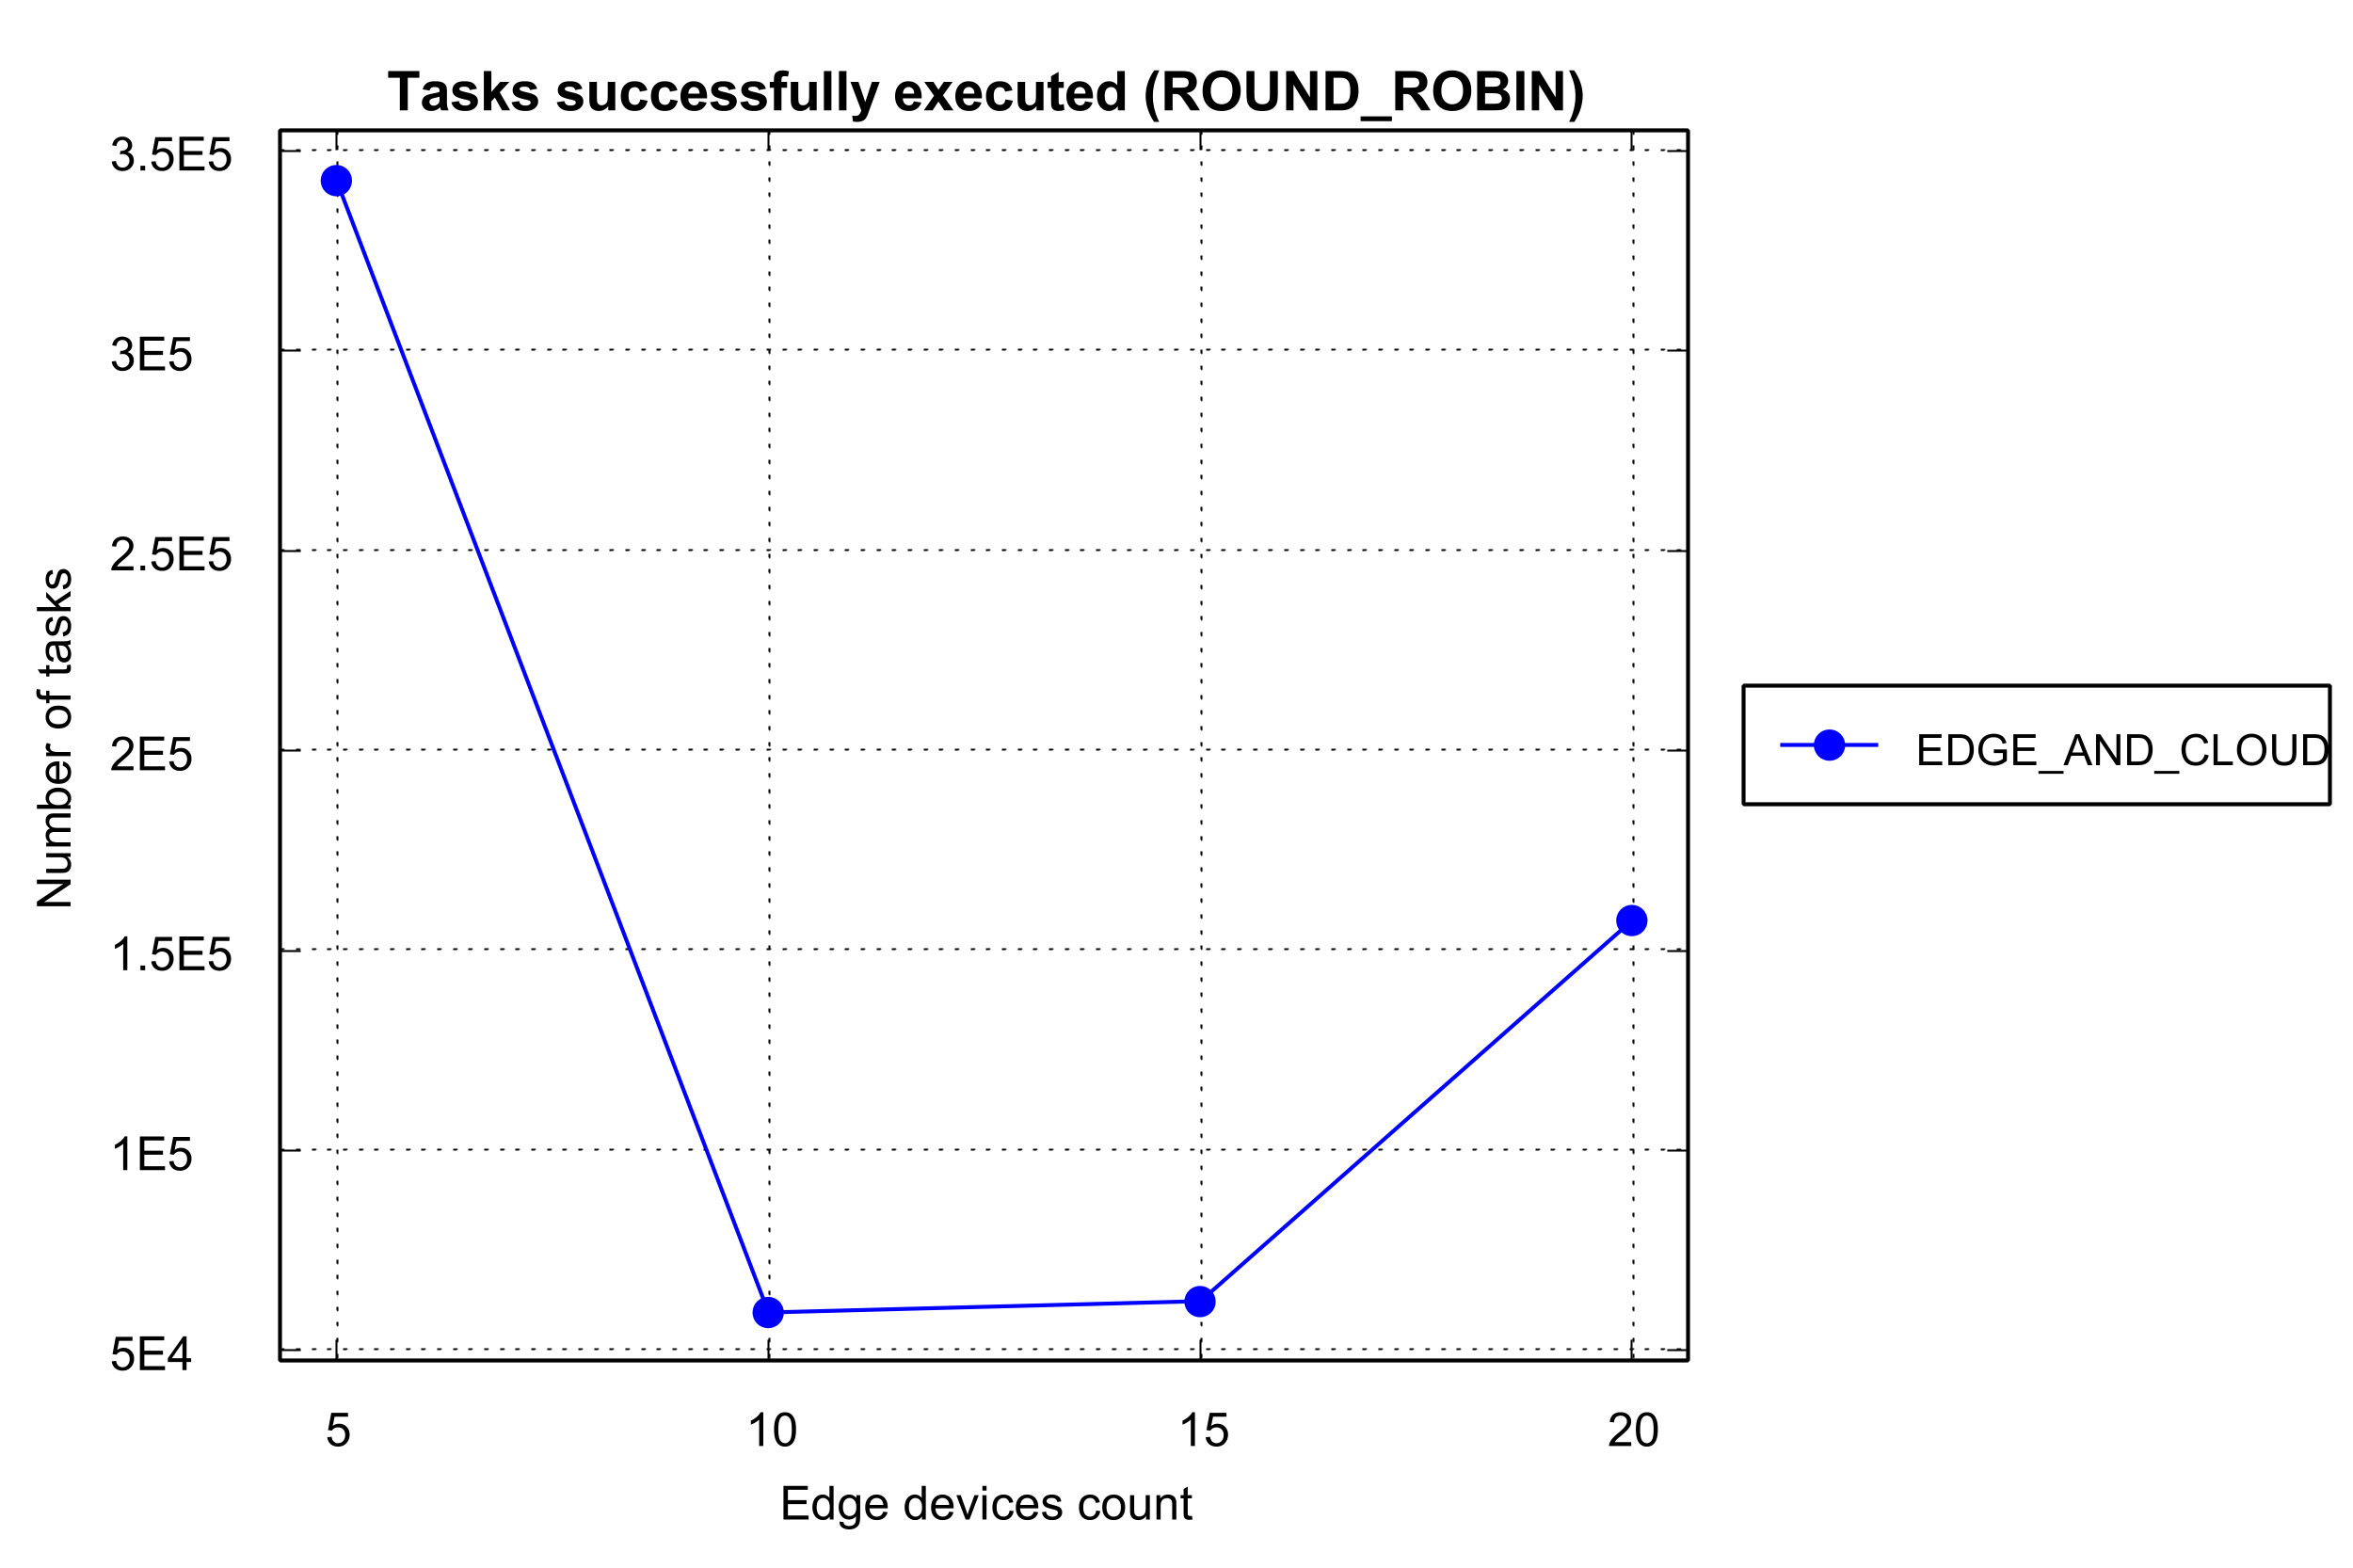 Tasks successfully executed (ROUND_ROBIN)
3.5E5
3E5
2.5E5
2E5
1.5E5
1E5
5E4
Number of tasks
5 10 15 20
Edge devices count
EDGE_AND_CLOUD